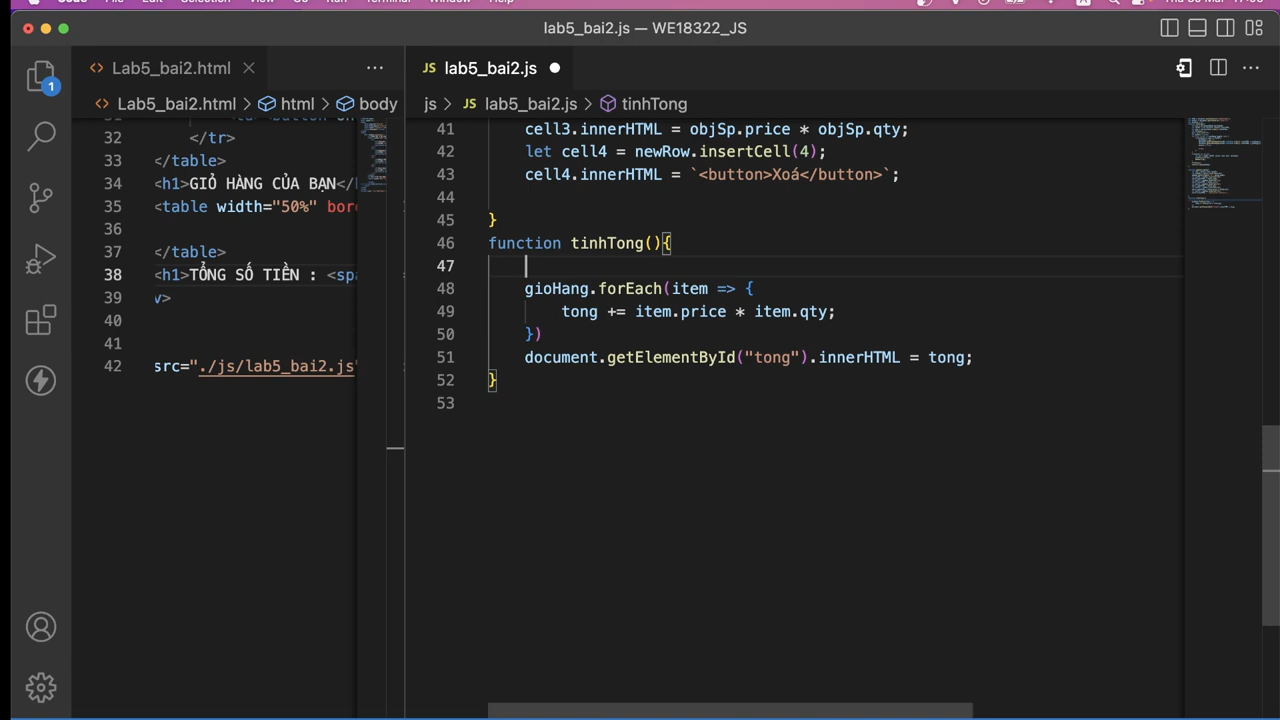 lab5_bai2.js — WE18322_JS
1
Lab5_bai2.html
Lab5_bai2.html > html > body
32 </tr>
33 </table>
34 <h1>GIỎ HÀNG CỦA BẠN</
35 <table width="50%"
36
37 </table>
38 <h1>TỔNG SỐ TIỀN :
39
40
41
42 src="./js/lab5_bai2.js
JS lab5_bai2.js
js > JS lab5_bai2.js > tinhTong
41 cell3.innerHTML = objSp.price * objSp.qty;
42 let cell4 = newRow.insertCell(4);
43 cell4.innerHTML = `<button>Xoá</button>`;
44
45 }
46 function tinhTong(){
47
48 gioHang.forEach(item => {
49 tong += item.price * item.qty;
50 })
51 document.getElementById("tong").innerHTML = tong;
52 }
53